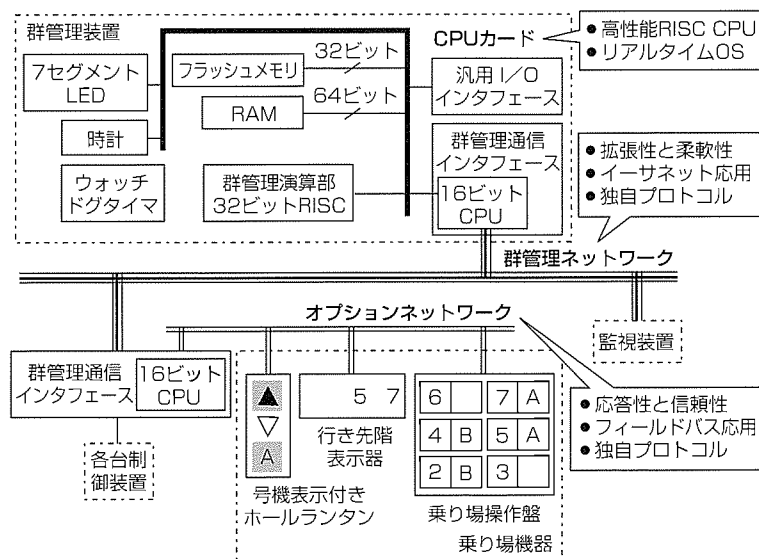 群管理装置
7セグメント
LED
時計
ウォッチ
ドグタイマ
フラッシュメモリ
32ビット
RAM
64ビット
群管理演算部
32ビットRISC
CPUカード
汎用I/O
インタフェース
群管理通信
インタフェース
16ビット
CPU
●高性能RISC CPU
●リアルタイムOS
●拡張性と柔軟性
●イーサネット応用
●独自プロトコル
群管理ネットワーク
オプションネットワーク
監視装置
群管理通信
インタフェース
16ビット
CPU
各台制
御装置
▲
▽
A
号機表示付き
ホールランタン
5 7
行き先階
表示器
6 7 A
4 B 5 A
2 B 3
乗り場操作盤
乗り場機器
●応答性と信頼性
●フィールドバス応用
●独自プロトコル